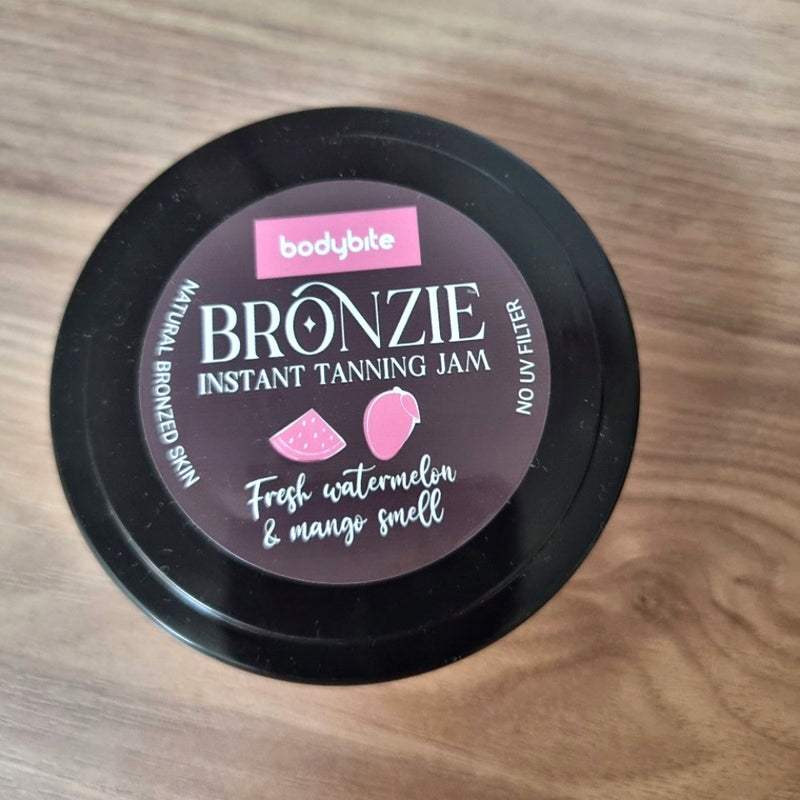 bodybite
BRONZIE
INSTANT TANNING JAM
Fresh watermelon
& mango smell
NATURAL BRONZED SKIN
NO UV FILTER